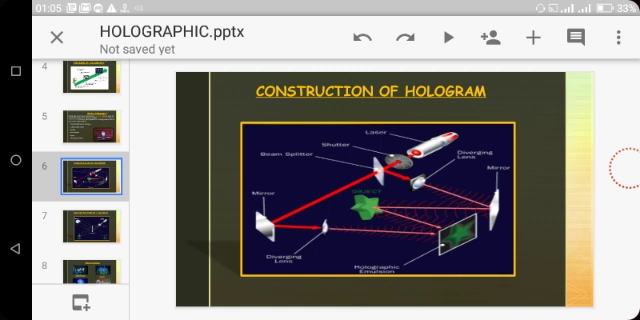 01:05
33%
HOLOGRAPHIC.pptx
Not saved yet
4
5
6
7
8
CONSTRUCTION OF HOLOGRAM
Laser
Shutter
Beam Splitter
Diverging
Lens
Mirror
OBJECT
Mirror
Diverging
Lens
Holographic
Emulsion